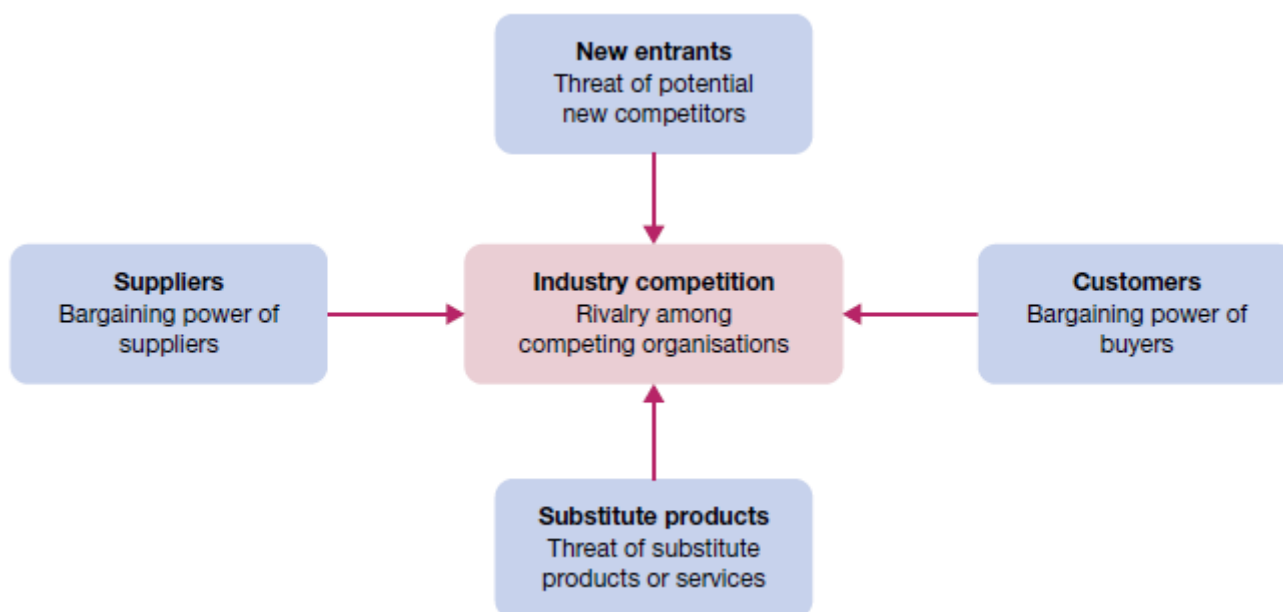 New entrants
Threat of potential
new competitors
Suppliers
Bargaining power of
suppliers
Industry competition
Rivalry among
competing organisations
Customers
Bargaining power of
buyers
Substitute products
Threat of substitute
products or services